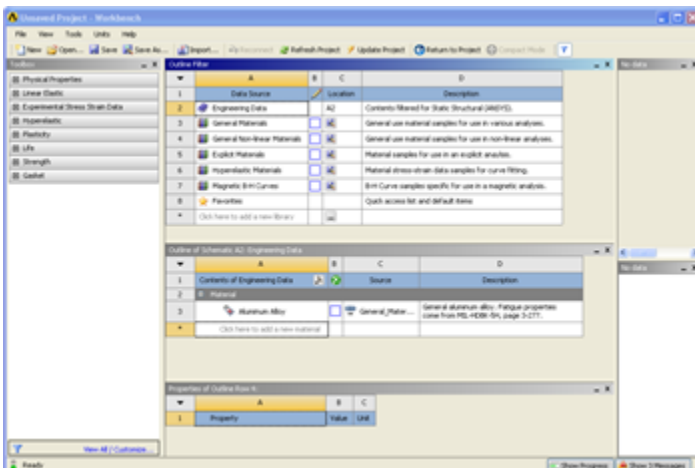 Unsaved Project - Workbench
File View Tools Units Help
New Open... Save Save As... Import... Reconnect Refresh Project Update Project Return to Project Compact Mode
Toolbox
Physical Properties
Linear Elastic
Experimental Stress Strain Data
Hyperelastic
Plasticity
Life
Strength
Gasket
View All / Customize...
Outline Filter
A B C D
1 Data Source Location Description
2 Engineering Data A2 Contents filtered for Static Structural (ANSYS).
3 General Materials General use material samples for use in various analyses.
4 General Non-linear Materials General use material samples for use in non-linear analyses.
5 Explicit Materials Material samples for use in an explicit analysis.
6 Hyperelastic Materials Material stress-strain data samples for curve fitting.
7 Magnetic B-H Curves B-H Curve samples specific for use in a magnetic analysis.
8 Favorites Quick access list and default items
* Click here to add a new library
Outline of Schematic A2: Engineering Data
A B C D
1 Contents of Engineering Data Source Description
2 Material
3 Aluminum Alloy General_Mater... General aluminum alloy. Fatigue properties
come from MIL-HDBK-5H, page 3-277.
* Click here to add a new material
Properties of Outline Row 4:
A B C
1 Property Value Unit
No data
No data
Ready
Show Progress Show 3 Messages